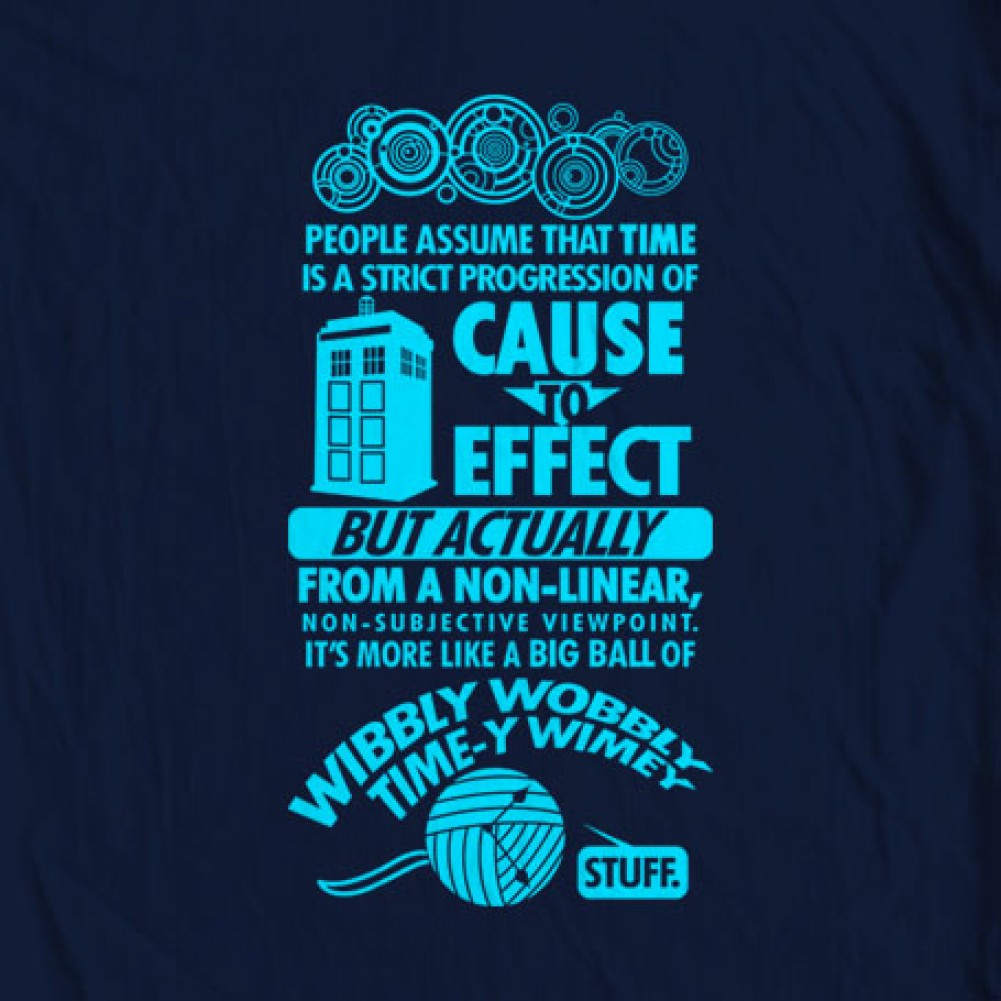 PEOPLE ASSUME THAT TIME
IS A STRICT PROGRESSION OF
CAUSE
TO
EFFECT
BUT ACTUALLY
FROM A NON-LINEAR,
NON-SUBJECTIVE VIEWPOINT.
IT'S MORE LIKE A BIG BALL OF
WIBBLY WOBBLY
TIME-Y WIMEY
STUFF.